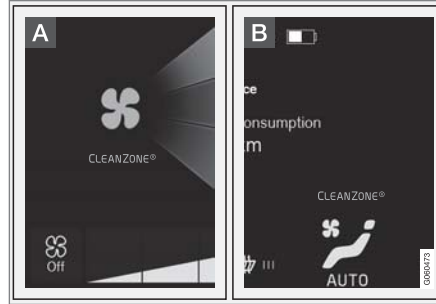 A
CLEANZONE®
Off
B
ce
onsumption
m
CLEANZONE®
AUTO
G060473